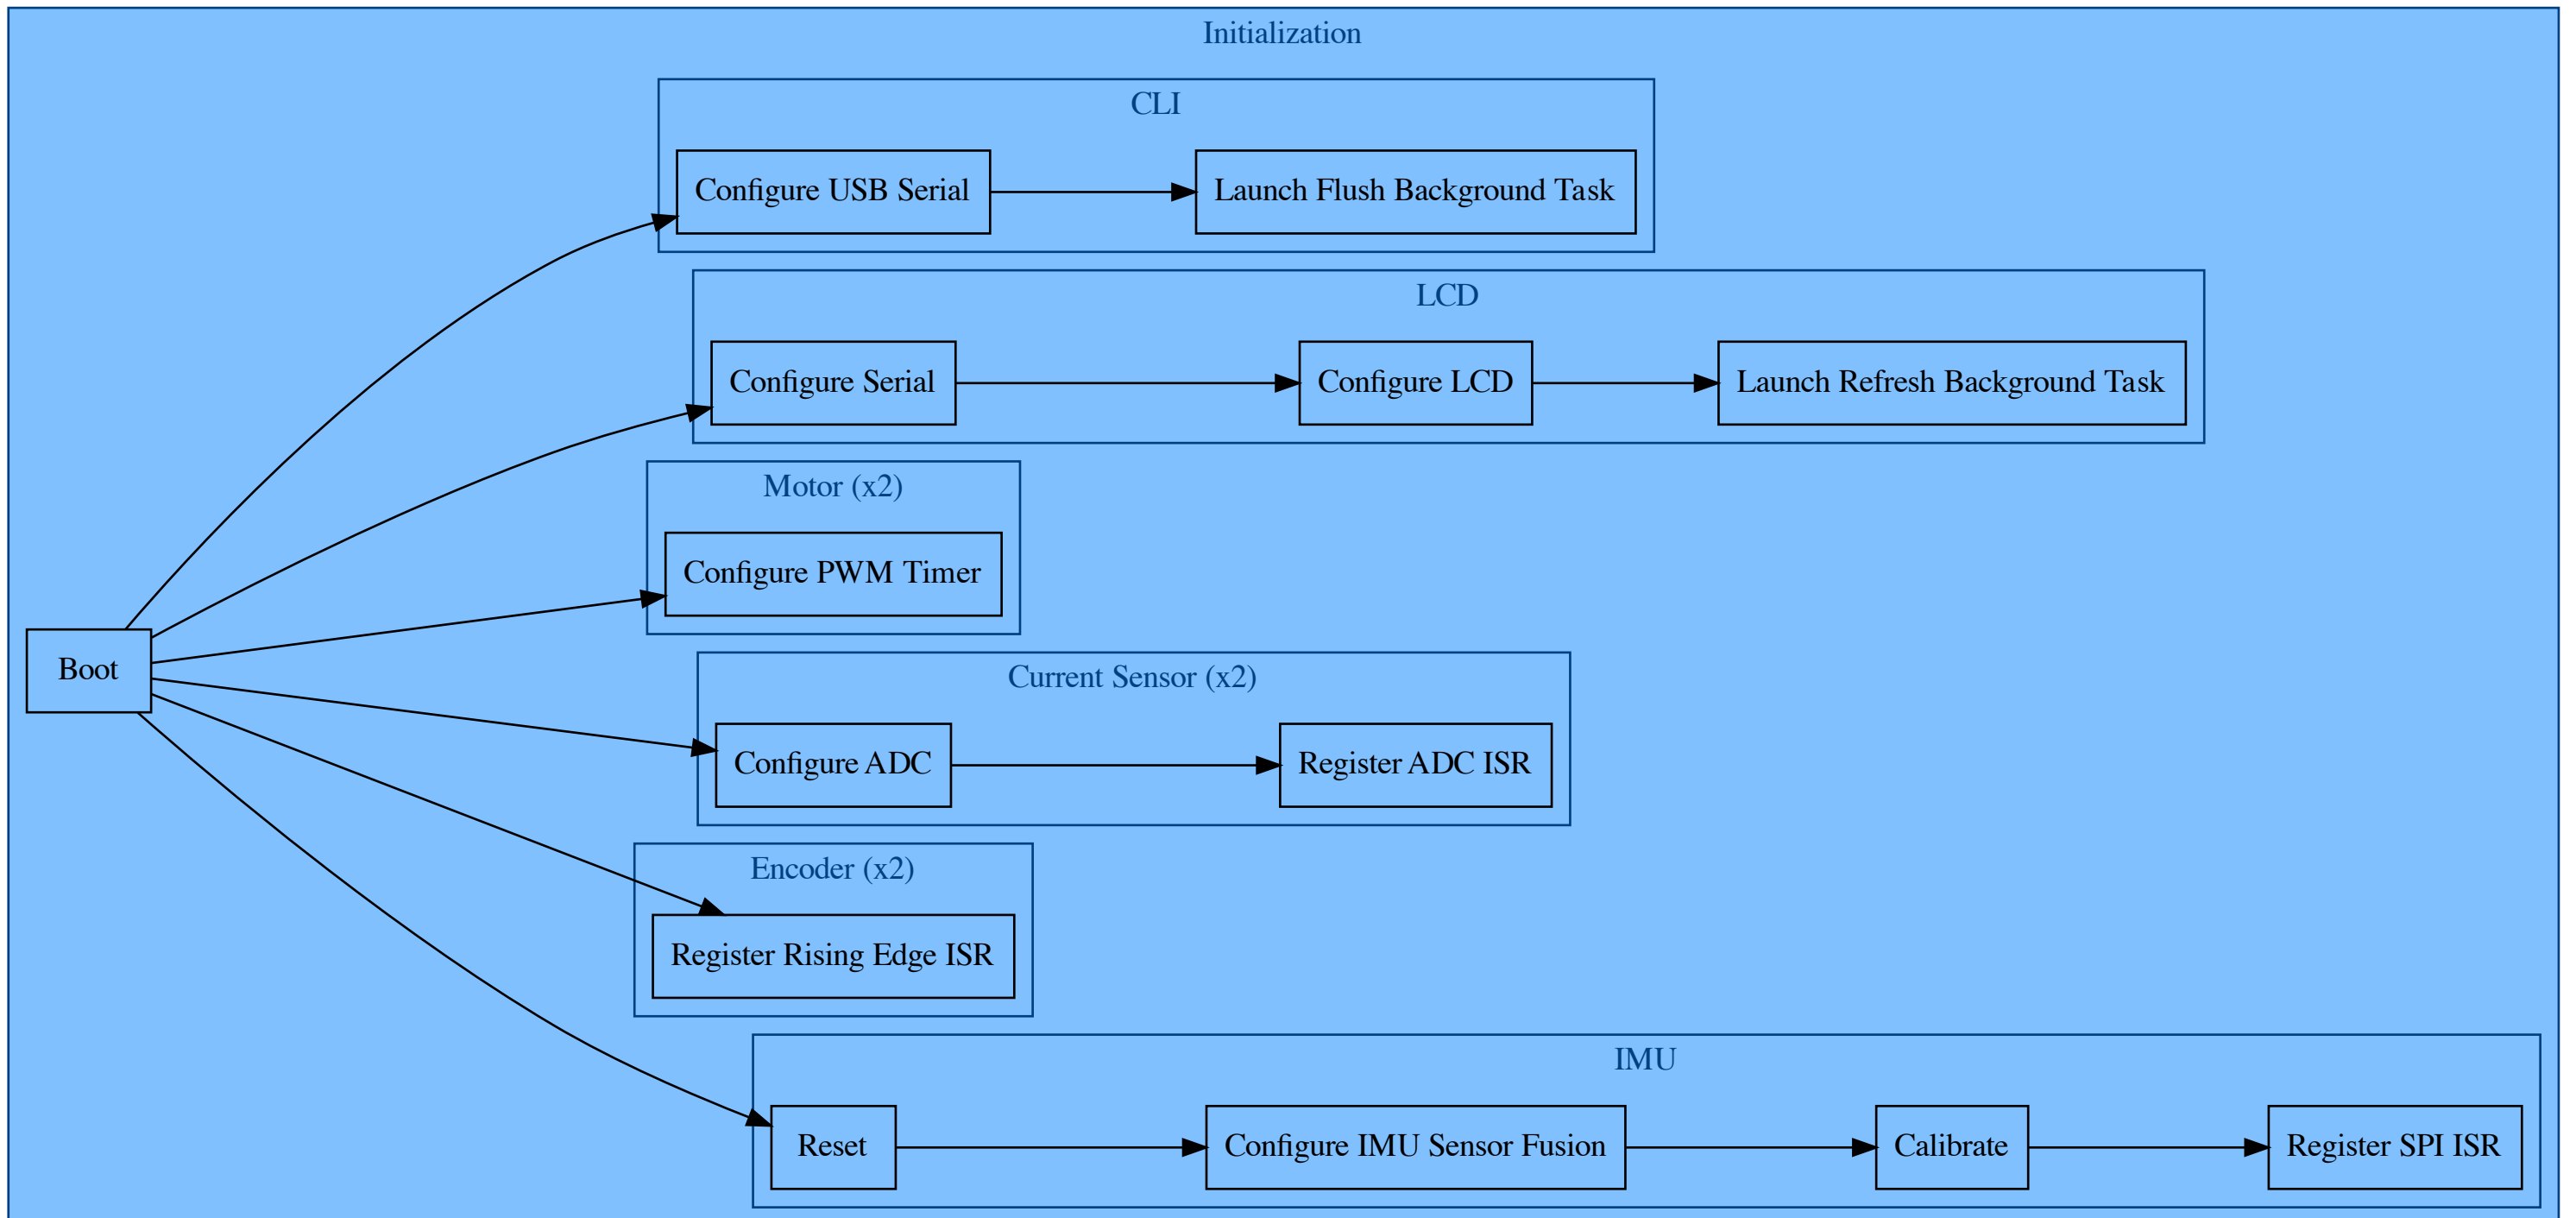 Initialization
CLI
Configure USB Serial
Launch Flush Background Task
LCD
Configure Serial
Configure LCD
Launch Refresh Background Task
Motor (x2)
Configure PWM Timer
Boot
Current Sensor (x2)
Configure ADC
Register ADC ISR
Encoder (x2)
Register Rising Edge ISR
IMU
Reset
Configure IMU Sensor Fusion
Calibrate
Register SPI ISR